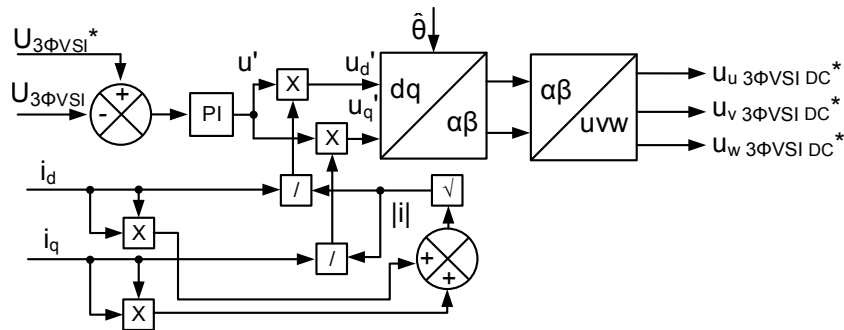 U3ΦVSI*
θ̂
+
u'
X
ud'
dq
αβ
αβ
uvw
uu 3ΦVSI DC*
U3ΦVSI
-
PI
X
uq'
uv 3ΦVSI DC*
uw 3ΦVSI DC*
id
/
√
|i|
X
iq
/
+
+
X